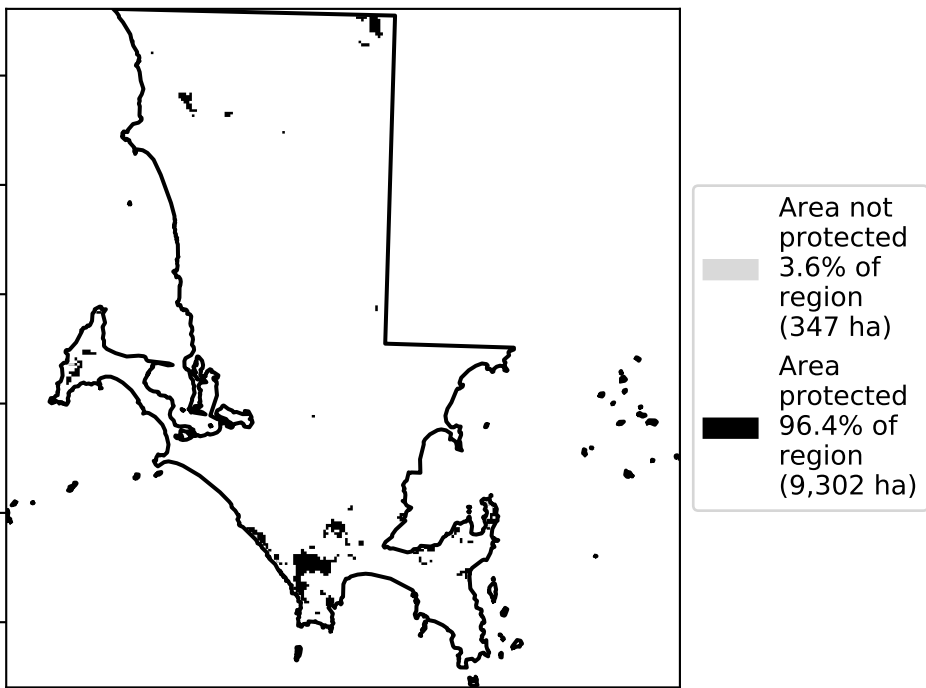 Area not
protected
3.6% of
region
(347 ha)
Area
protected
96.4% of
region
(9,302 ha)